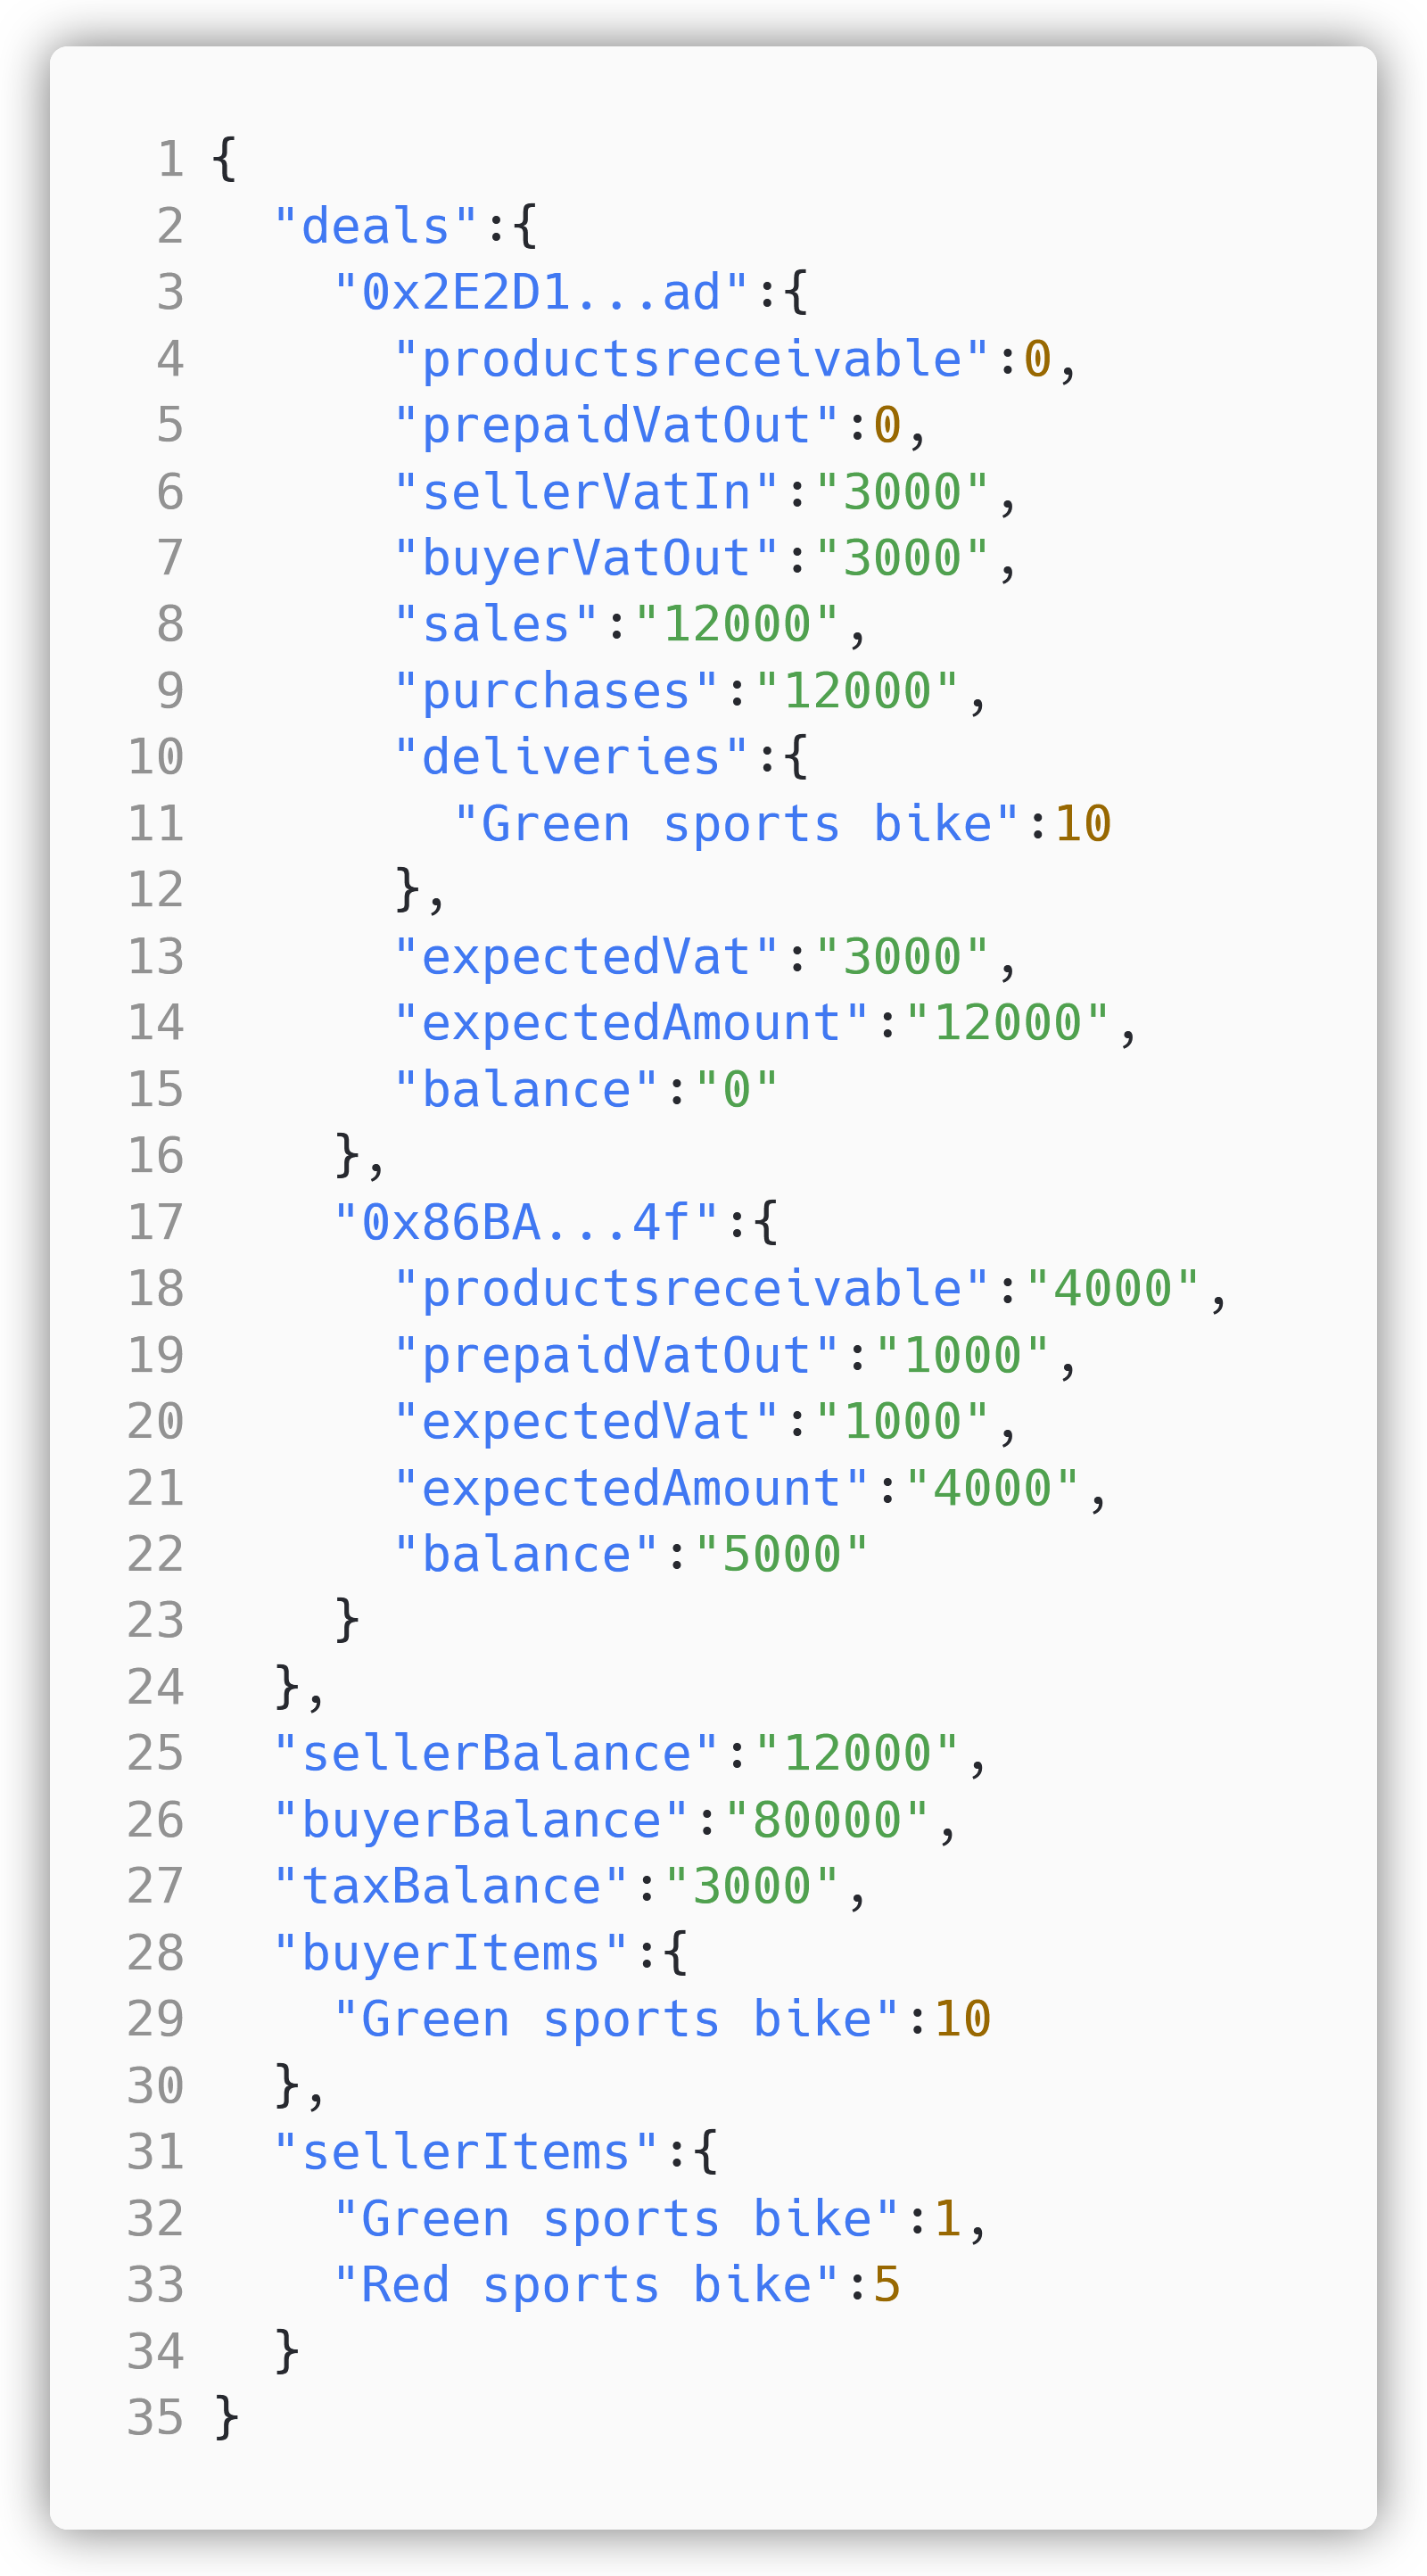 1 {
2   "deals":{
3     "0x2E2D1...ad":{
4       "productsreceivable":0,
5       "prepaidVatOut":0,
6       "sellerVatIn":"3000",
7       "buyerVatOut":"3000",
8       "sales":"12000",
9       "purchases":"12000",
10       "deliveries":{
11         "Green sports bike":10
12       },
13       "expectedVat":"3000",
14       "expectedAmount":"12000",
15       "balance":"0"
16     },
17     "0x86BA...4f":{
18       "productsreceivable":"4000",
19       "prepaidVatOut":"1000",
20       "expectedVat":"1000",
21       "expectedAmount":"4000",
22       "balance":"5000"
23     }
24   },
25   "sellerBalance":"12000",
26   "buyerBalance":"80000",
27   "taxBalance":"3000",
28   "buyerItems":{
29     "Green sports bike":10
30   },
31   "sellerItems":{
32     "Green sports bike":1,
33     "Red sports bike":5
34   }
35 }